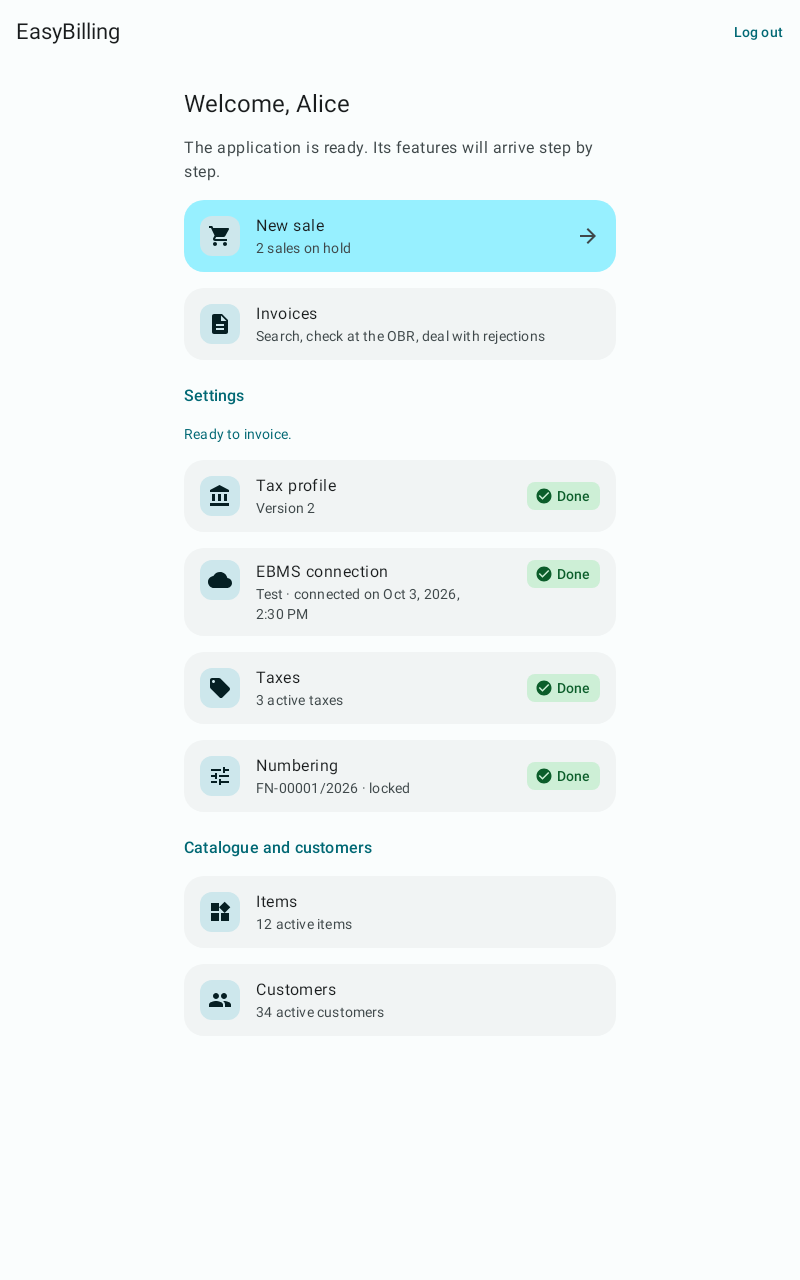 EasyBilling
Log out
Welcome, Alice
The application is ready. Its features will arrive step by
step.
New sale
2 sales on hold
Invoices
Search, check at the OBR, deal with rejections
Settings
Ready to invoice.
Tax profile
Version 2
Done
EBMS connection
Test · connected on Oct 3, 2026,
2:30 PM
Done
Taxes
3 active taxes
Done
Numbering
FN-00001/2026 · locked
Done
Catalogue and customers
Items
12 active items
Customers
34 active customers